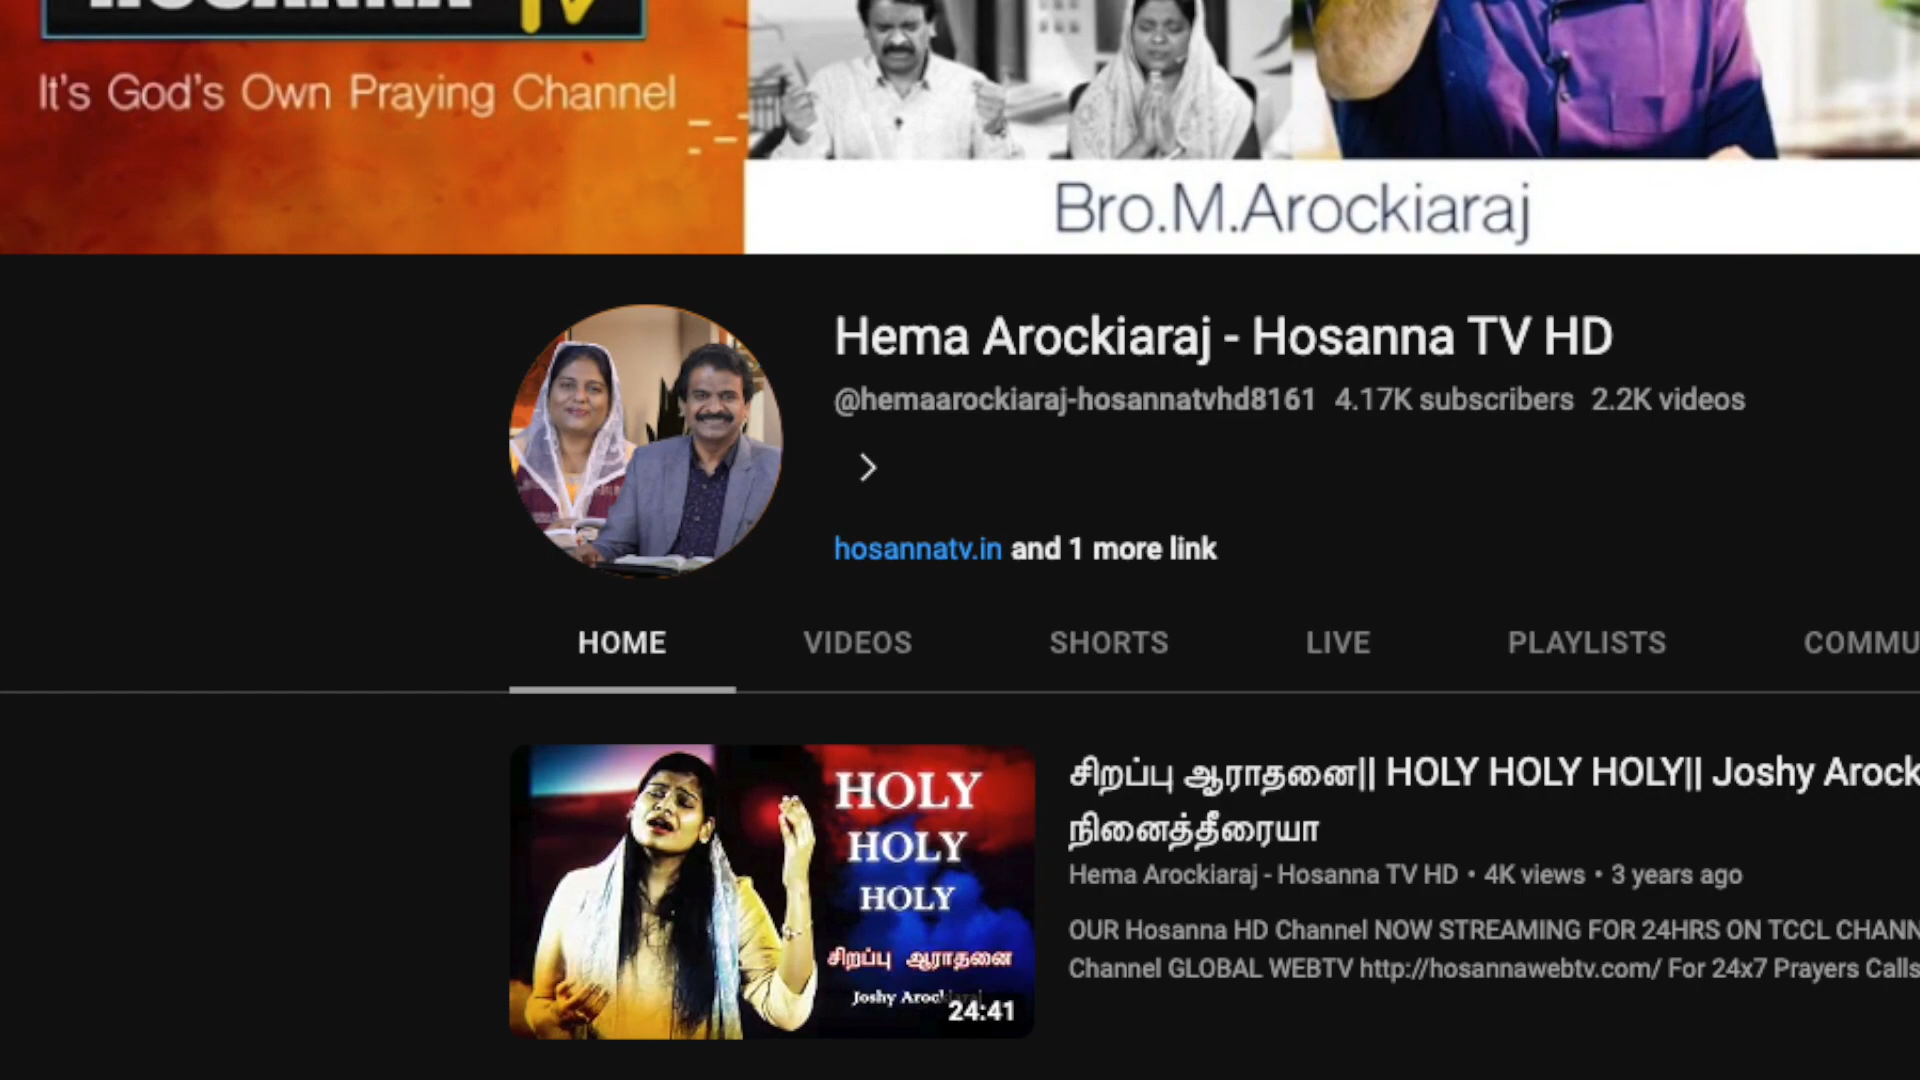 HOSANNA TV
It's God's Own Praying Channel
Bro.M.Arockiaraj
Hema Arockiaraj - Hosanna TV HD
@hemaarockiaraj-hosannatvhd8161 4.17K subscribers 2.2K videos
hosannatv.in and 1 more link
HOME VIDEOS SHORTS LIVE PLAYLISTS COMMU
HOLY
HOLY
HOLY
சிறப்பு ஆராதனை
Joshy Arockiaraj
24:41
சிறப்பு ஆராதனை|| HOLY HOLY HOLY|| Joshy Arock
நினைத்தீரையா
Hema Arockiaraj - Hosanna TV HD • 4K views • 3 years ago
OUR Hosanna HD Channel NOW STREAMING FOR 24HRS ON TCCL CHANN
Channel GLOBAL WEBTV http://hosannawebtv.com/ For 24x7 Prayers Calls